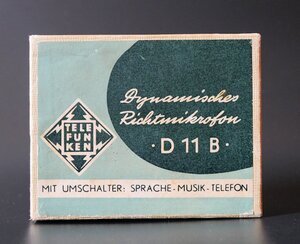 Dynamisches
Richtmikrofon
· D 11 B ·
TELE
FUN
KEN
MIT UMSCHALTER: SPRACHE - MUSIK - TELEFON